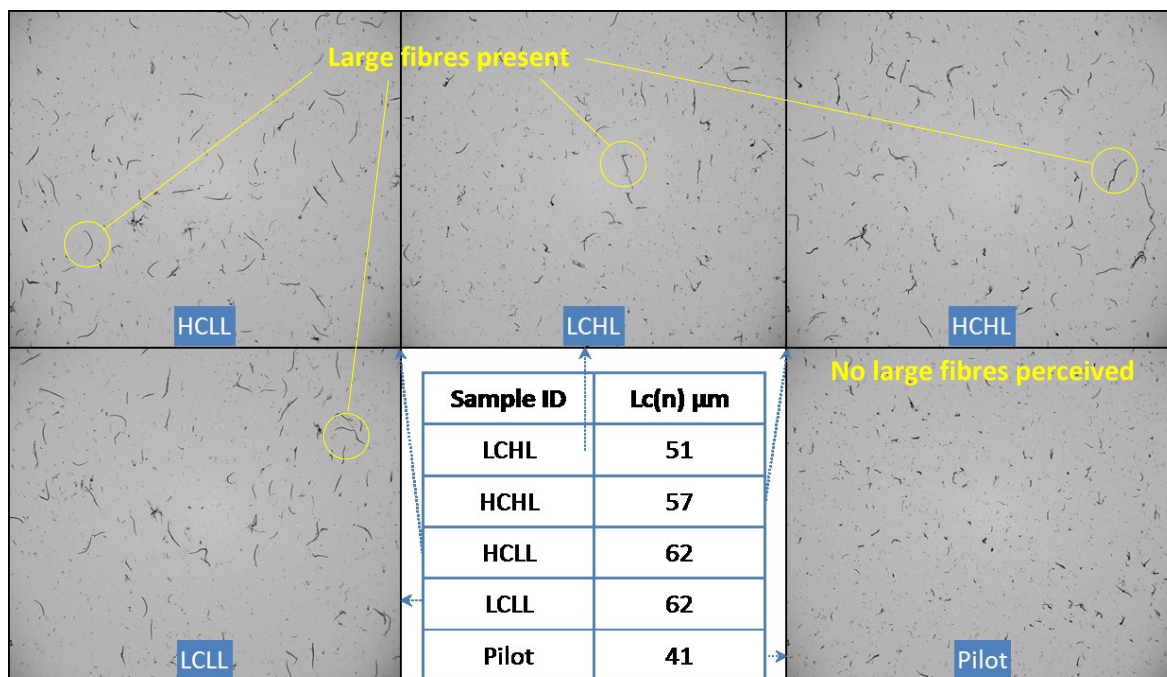 Large fibres present
HCLL
LCHL
HCHL
No large fibres perceived
Sample ID Lc(n) µm
LCHL 51
HCHL 57
HCLL 62
LCLL 62
Pilot 41
LCLL
Pilot